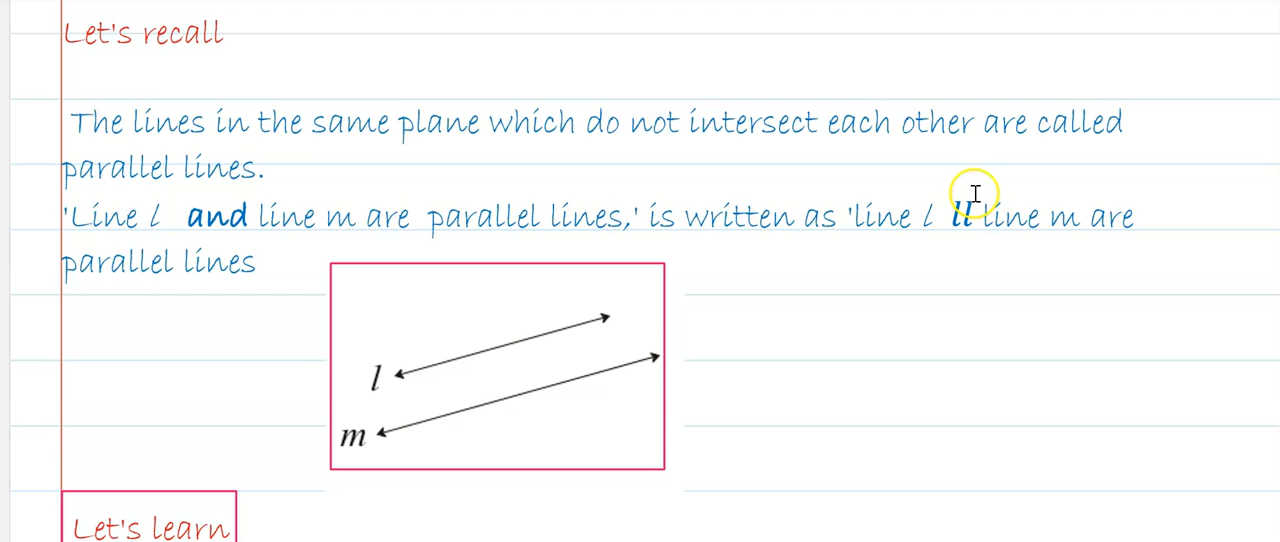 Let's recall
The lines in the same plane which do not intersect each other are called
parallel lines.
'Line l and line m are parallel lines,' is written as 'line l ll line m are
parallel lines
l
m
Let's learn